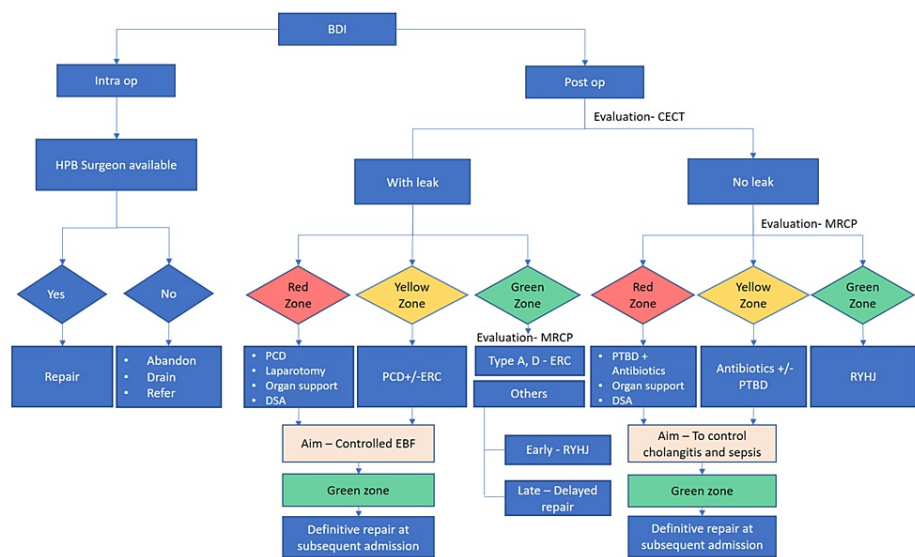 BDI
Intra op
Post op
Evaluation- CECT
HPB Surgeon available
With leak
No leak
Evaluation- MRCP
Yes
No
Red
Zone
Yellow
Zone
Green
Zone
Red
Zone
Yellow
Zone
Green
Zone
Evaluation- MRCP
Repair
• Abandon
• Drain
• Refer
• PCD
• Laparotomy
• Organ support
• DSA
PCD+/-ERC
Type A, D - ERC
Others
• PTBD +
Antibiotics
• Organ support
• DSA
Antibiotics +/-
PTBD
RYHJ
Aim – Controlled EBF
Early - RYHJ
Aim – To control
cholangitis and sepsis
Green zone
Late – Delayed
repair
Green zone
Definitive repair at
subsequent admission
Definitive repair at
subsequent admission